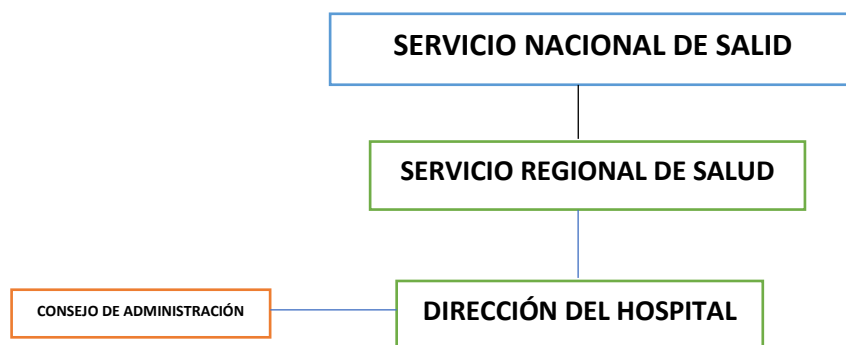 SERVICIO NACIONAL DE SALID
SERVICIO REGIONAL DE SALUD
CONSEJO DE ADMINISTRACIÓN
DIRECCIÓN DEL HOSPITAL